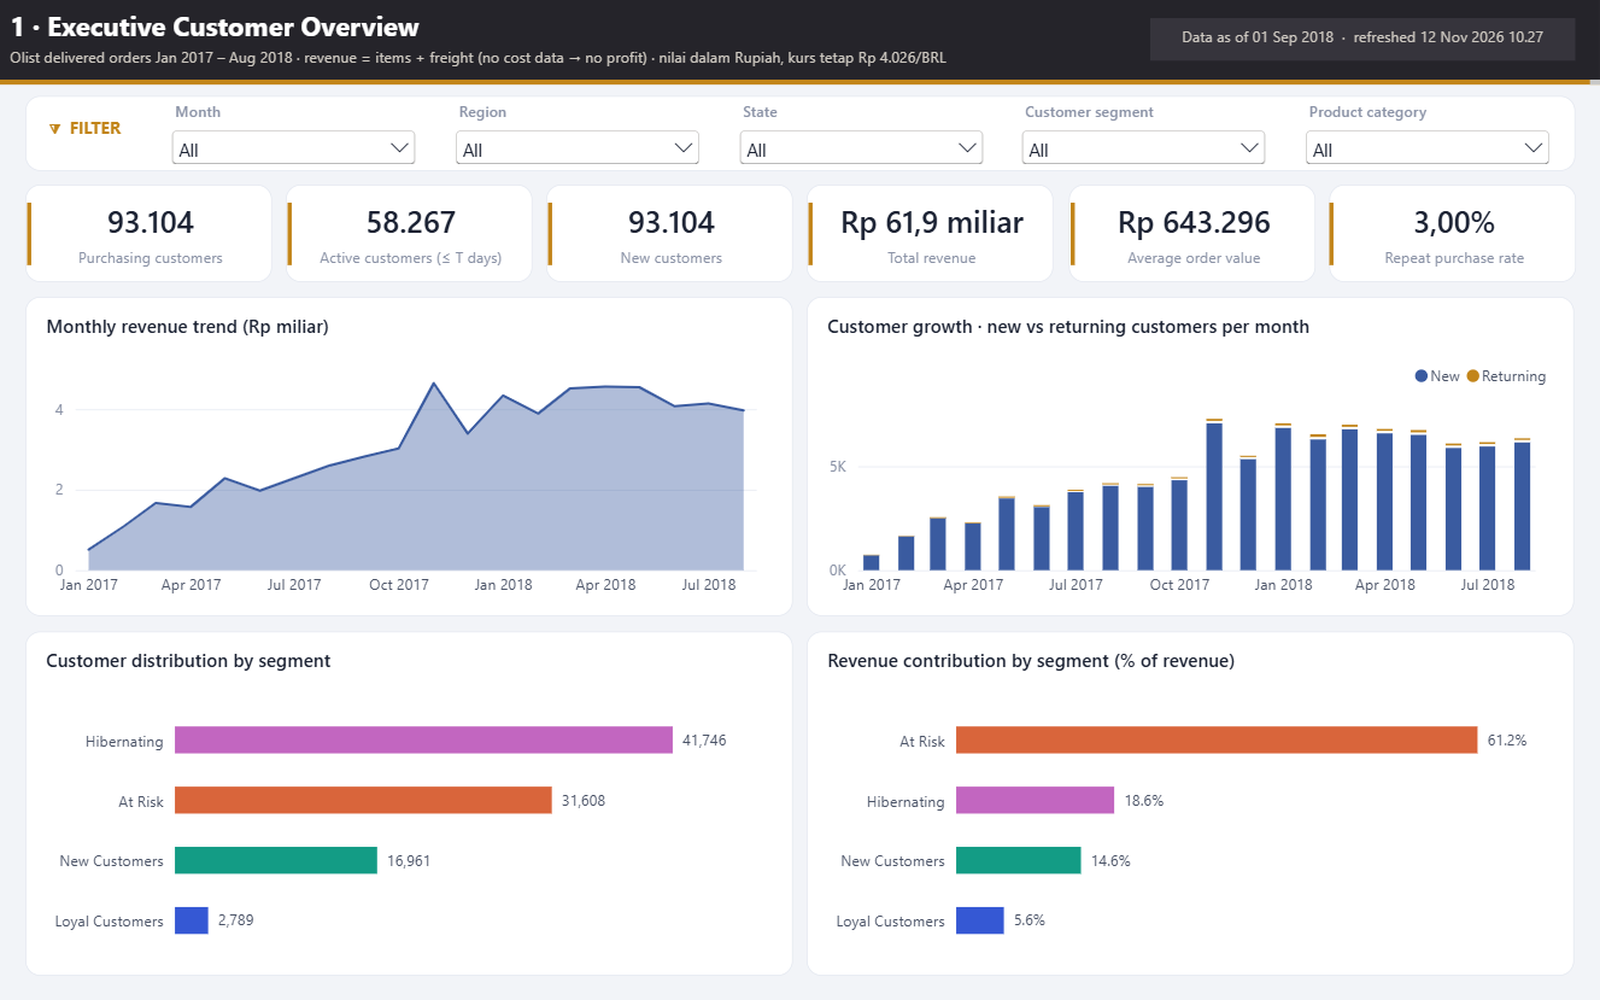 1 · Executive Customer Overview
Olist delivered orders Jan 2017 – Aug 2018 · revenue = items + freight (no cost data → no profit) · nilai dalam Rupiah, kurs tetap Rp 4.026/BRL
Data as of 01 Sep 2018 · refreshed 12 Nov 2026 10.27
FILTER
Month
All
Region
All
State
All
Customer segment
All
Product category
All
93.104
Purchasing customers
58.267
Active customers (≤ T days)
93.104
New customers
Rp 61,9 miliar
Total revenue
Rp 643.296
Average order value
3,00%
Repeat purchase rate
Monthly revenue trend (Rp miliar)
4
2
0
Jan 2017 Apr 2017 Jul 2017 Oct 2017 Jan 2018 Apr 2018 Jul 2018
Customer growth · new vs returning customers per month
New Returning
5K
0K
Jan 2017 Apr 2017 Jul 2017 Oct 2017 Jan 2018 Apr 2018 Jul 2018
Customer distribution by segment
Hibernating 41,746
At Risk 31,608
New Customers 16,961
Loyal Customers 2,789
Revenue contribution by segment (% of revenue)
At Risk 61.2%
Hibernating 18.6%
New Customers 14.6%
Loyal Customers 5.6%